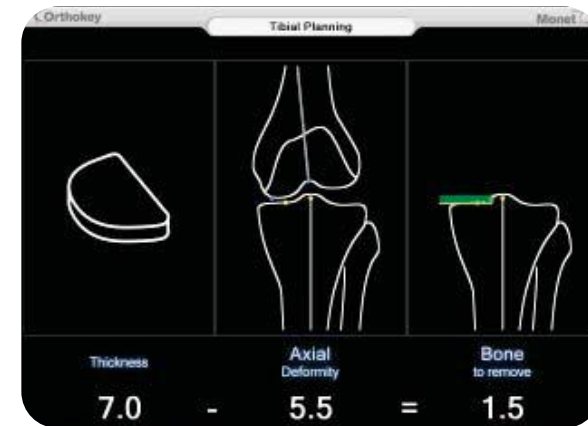 Orthokey
Tibial Planning
Monet
Thickness
Axial
Deformity
Bone
to remove
7.0 - 5.5 = 1.5